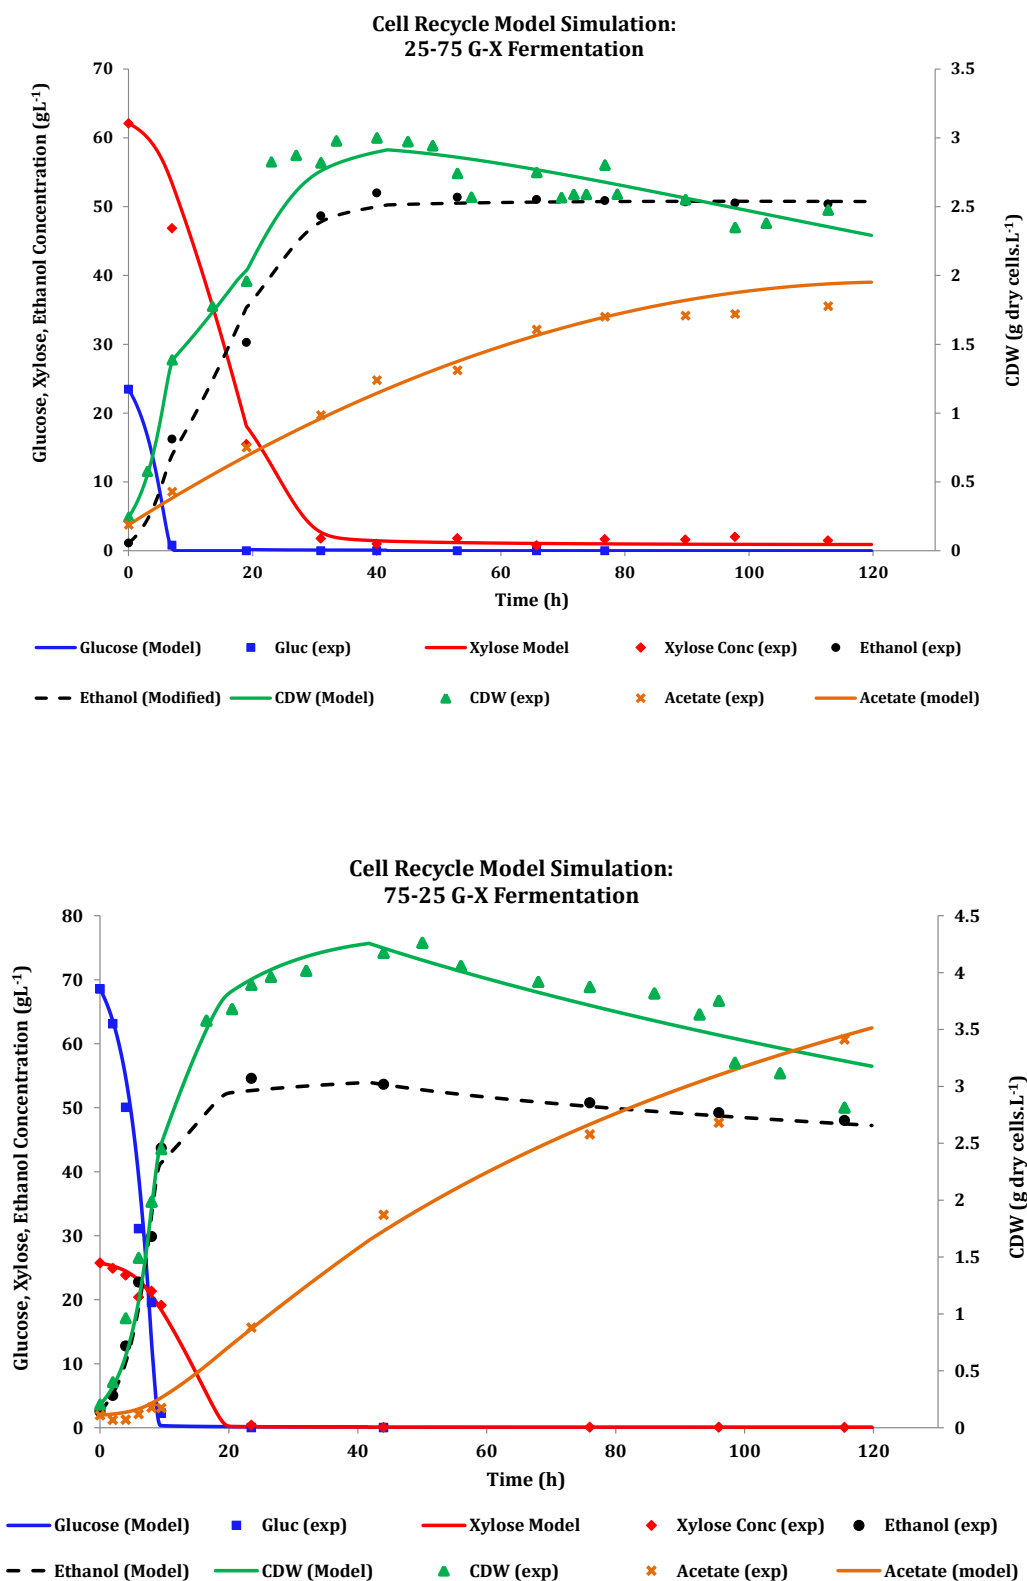 Cell Recycle Model Simulation:
25-75 G-X Fermentation
Glucose, Xylose, Ethanol Concentration (gL-1)
70
60
50
40
30
20
10
0
3.5
3
2.5
2
1.5
1
0.5
0
CDW (g dry cells.L-1)
0 20 40 60 80 100 120
Time (h)
Glucose (Model) Gluc (exp) Xylose Model Xylose Conc (exp) Ethanol (exp)
Ethanol (Modified) CDW (Model) CDW (exp) Acetate (exp) Acetate (model)
Cell Recycle Model Simulation:
75-25 G-X Fermentation
Glucose, Xylose, Ethanol Concentration (gL-1)
80
70
60
50
40
30
20
10
0
4.5
4
3.5
3
2.5
2
1.5
1
0.5
0
CDW (g dry cells.L-1)
0 20 40 60 80 100 120
Time (h)
Glucose (Model) Gluc (exp) Xylose Model Xylose Conc (exp) Ethanol (exp)
Ethanol (Model) CDW (Model) CDW (exp) Acetate (exp) Acetate (model)